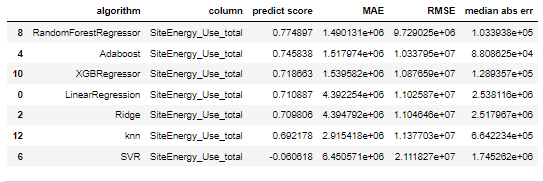 algorithm column predict score MAE RMSE median abs err
8 RandomForestRegressor SiteEnergy_Use_total 0.774897 1.490131e+06 9.729025e+06 1.033938e+05
4 Adaboost SiteEnergy_Use_total 0.745838 1.517974e+06 1.033795e+07 8.808625e+04
10 XGBRegressor SiteEnergy_Use_total 0.718663 1.539582e+06 1.087659e+07 1.289357e+05
0 LinearRegression SiteEnergy_Use_total 0.710887 4.392254e+06 1.102587e+07 2.538116e+06
2 Ridge SiteEnergy_Use_total 0.709806 4.394792e+06 1.104646e+07 2.517967e+06
12 knn SiteEnergy_Use_total 0.692178 2.915418e+06 1.137703e+07 6.642234e+05
6 SVR SiteEnergy_Use_total -0.060618 6.450571e+06 2.111827e+07 1.745262e+06